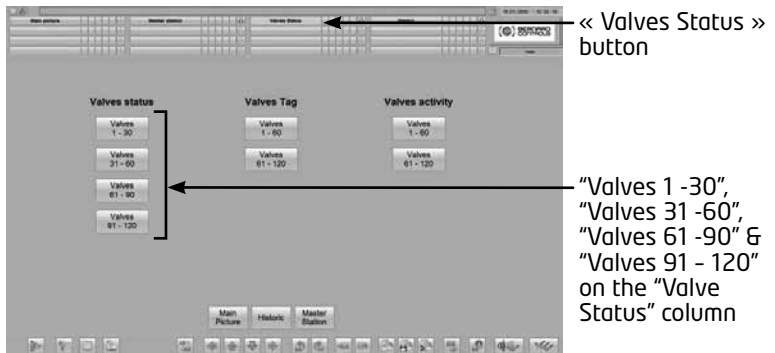 Main picture Master station Valves Status
BERNARD
CONTROLS
« Valves Status »
button
Valves status Valves Tag Valves activity
Valves
1 - 30
Valves
1 - 60
Valves
1 - 60
Valves
31 - 60
Valves
61 - 120
Valves
61 - 120
Valves
61 - 90
Valves
91 - 120
“Valves 1 -30”,
“Valves 31 -60”,
“Valves 61 -90” &
“Valves 91 – 120”
on the “Valve
Status” column
Main
Picture
Historic
Master
Station